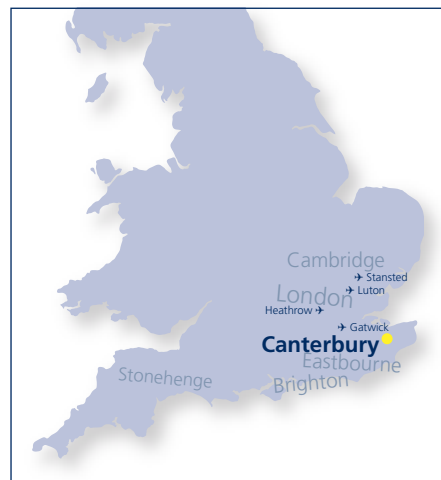 Cambridge
Stansted
Luton
London
Heathrow
Gatwick
Canterbury
Eastbourne
Stonehenge
Brighton